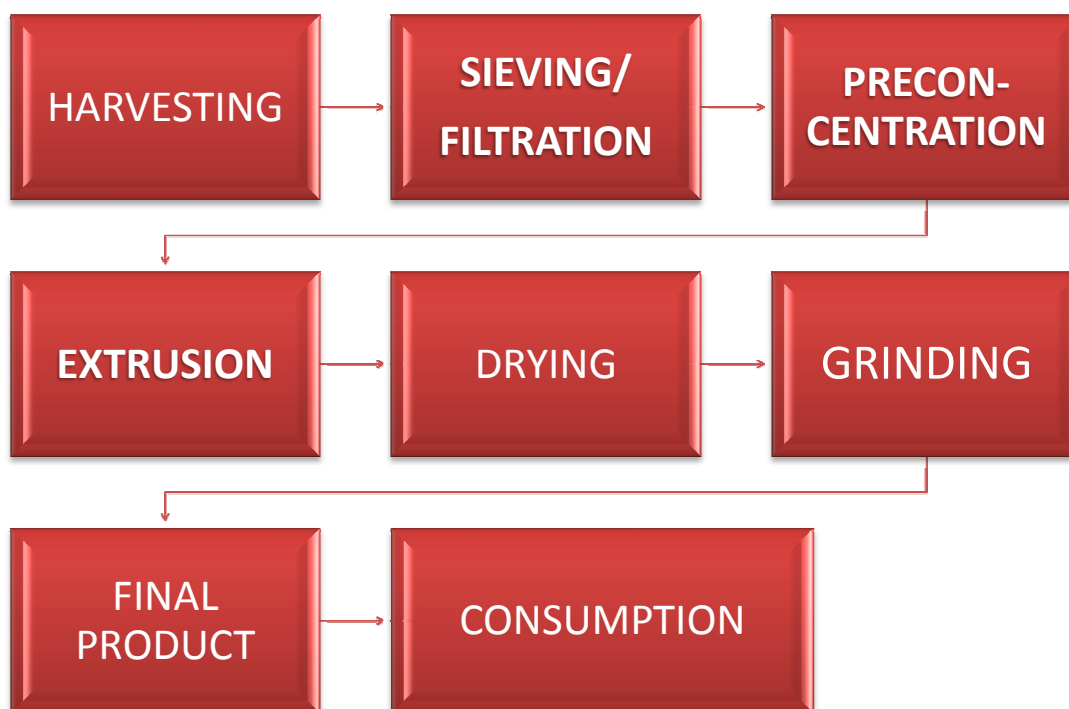 HARVESTING
SIEVING/
FILTRATION
PRECON-
CENTRATION
EXTRUSION
DRYING
GRINDING
FINAL
PRODUCT
CONSUMPTION